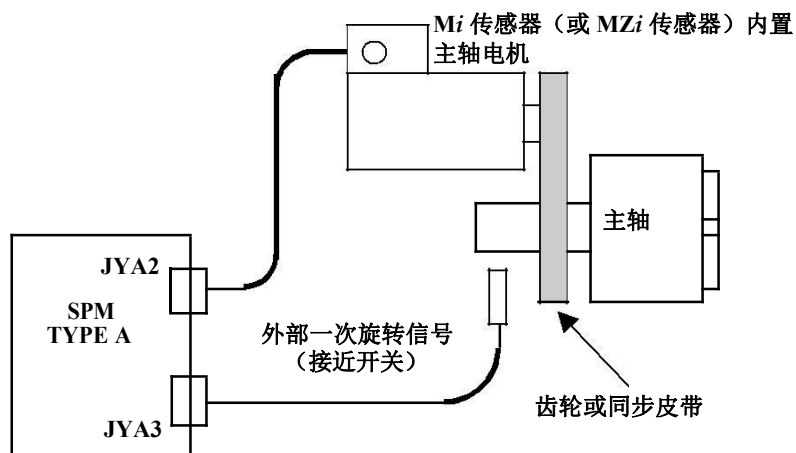 Mi 传感器（或 MZi 传感器）内置
主轴电机
主轴
JYA2
SPM
TYPE A
外部一次旋转信号
（接近开关）
齿轮或同步皮带
JYA3